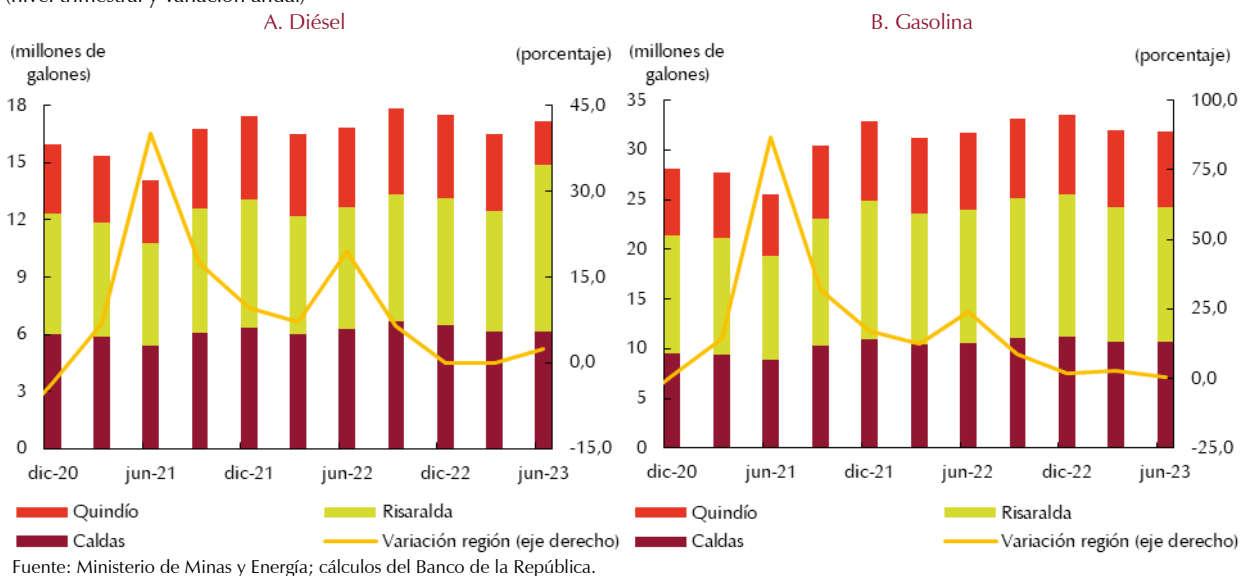 (nivel trimestral y variación anual)
A. Diésel
(millones de
galones)
(porcentaje)
18
15
12
9
6
3
0
45,0
30,0
15,0
0,0
-15,0
dic-20
jun-21
dic-21
jun-22
dic-22
jun-23
Quindío
Risaralda
Caldas
Variación región (eje derecho)
B. Gasolina
(millones de
galones)
(porcentaje)
35
30
25
20
15
10
5
0
100,0
75,0
50,0
25,0
0,0
-25,0
dic-20
jun-21
dic-21
jun-22
dic-22
jun-23
Quindío
Risaralda
Caldas
Variación región (eje derecho)
Fuente: Ministerio de Minas y Energía; cálculos del Banco de la República.